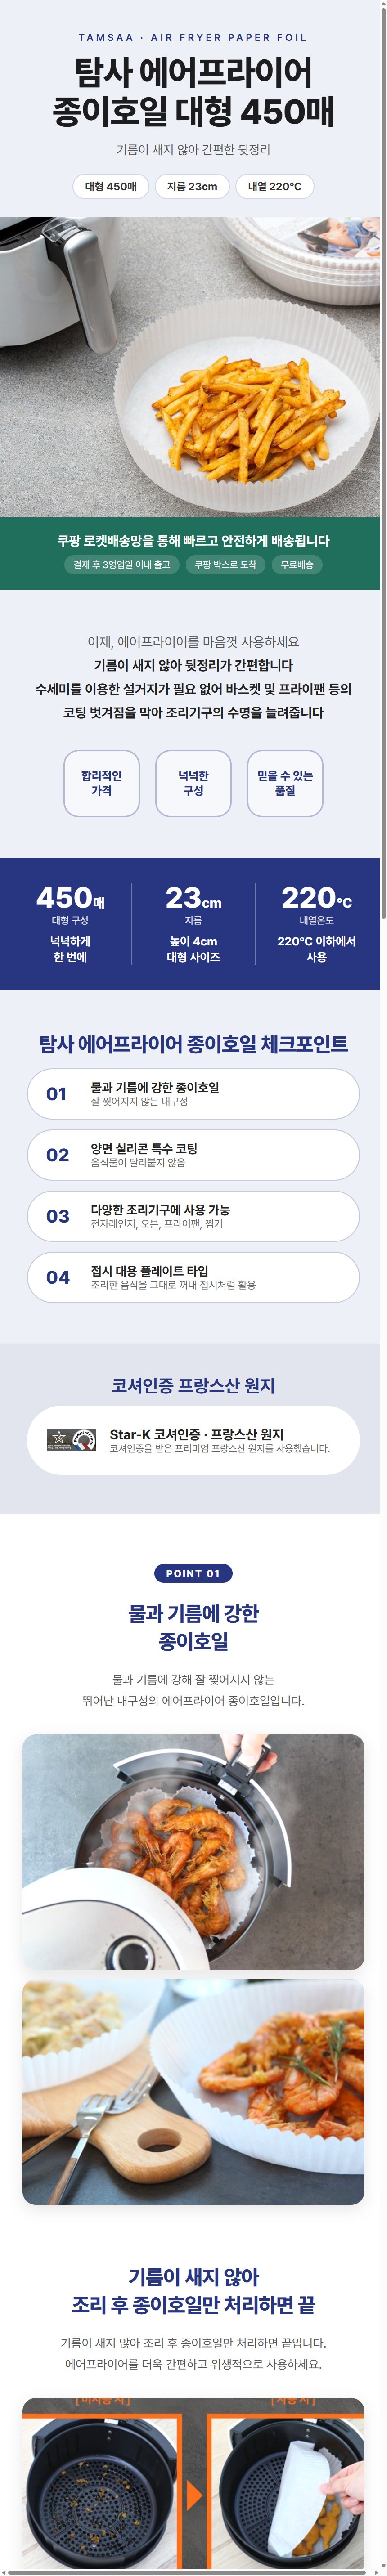 TAMSAA · AIR FRYER PAPER FOIL
탐사 에어프라이어
종이호일 대형 450매
기름이 새지 않아 간편한 뒷정리
대형 450매
지름 23cm
내열 220℃
쿠팡 로켓배송망을 통해 빠르고 안전하게 배송됩니다
결제 후 3영업일 이내 출고
쿠팡 박스로 도착
무료배송
이제, 에어프라이어를 마음껏 사용하세요
기름이 새지 않아 뒷정리가 간편합니다
수세미를 이용한 설거지가 필요 없어 바스켓 및 프라이팬 등의
코팅 벗겨짐을 막아 조리기구의 수명을 늘려줍니다
합리적인
가격
넉넉한
구성
믿을 수 있는
품질
450매
대형 구성
넉넉하게
한 번에
23cm
지름
높이 4cm
대형 사이즈
220℃
내열온도
220℃ 이하에서
사용
탐사 에어프라이어 종이호일 체크포인트
01
물과 기름에 강한 종이호일
잘 찢어지지 않는 내구성
02
양면 실리콘 특수 코팅
음식물이 달라붙지 않음
03
다양한 조리기구에 사용 가능
전자레인지, 오븐, 프라이팬, 찜기
04
접시 대용 플레이트 타입
조리한 음식을 그대로 꺼내 접시처럼 활용
코셔인증 프랑스산 원지
Star-K 코셔인증 · 프랑스산 원지
코셔인증을 받은 프리미엄 프랑스산 원지를 사용했습니다.
POINT 01
물과 기름에 강한
종이호일
물과 기름에 강해 잘 찢어지지 않는
뛰어난 내구성의 에어프라이어 종이호일입니다.
기름이 새지 않아
조리 후 종이호일만 처리하면 끝
기름이 새지 않아 조리 후 종이호일만 처리하면 끝입니다.
에어프라이어를 더욱 간편하고 위생적으로 사용하세요.